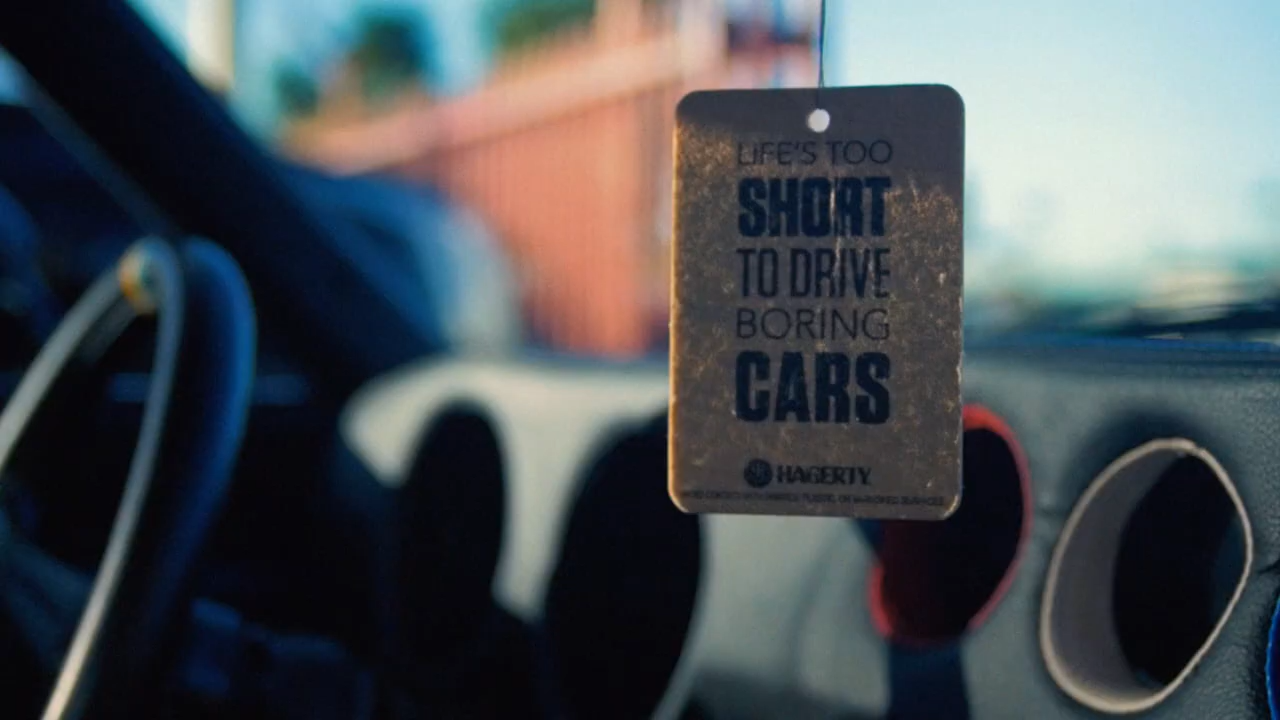 LIFE'S TOO
SHORT
TO DRIVE
BORING
CARS
HAGERTY